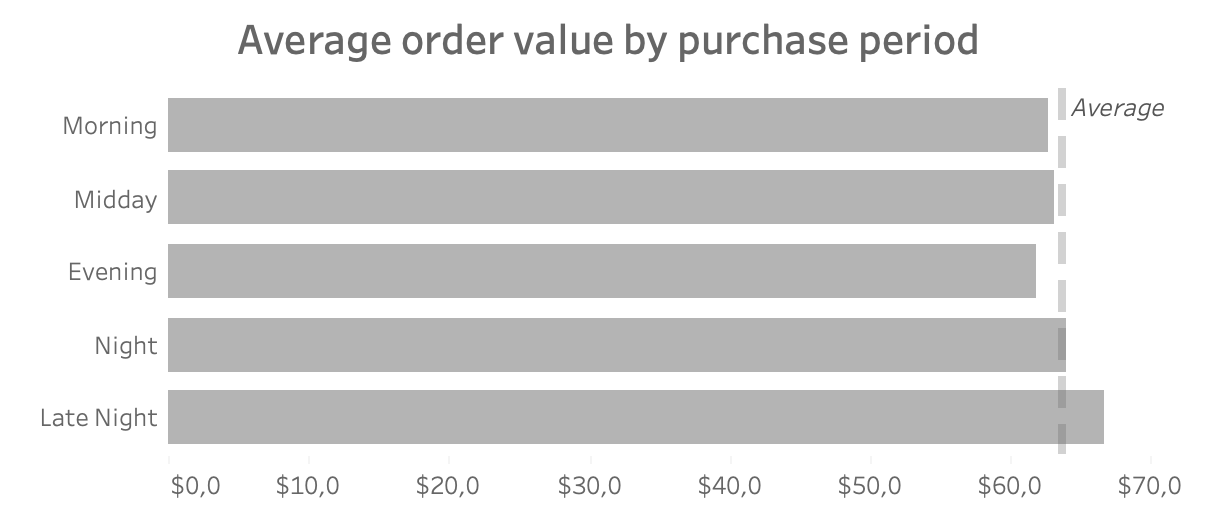 Average order value by purchase period
Morning
Average
Midday
Evening
Night
Late Night
$0,0 $10,0 $20,0 $30,0 $40,0 $50,0 $60,0 $70,0